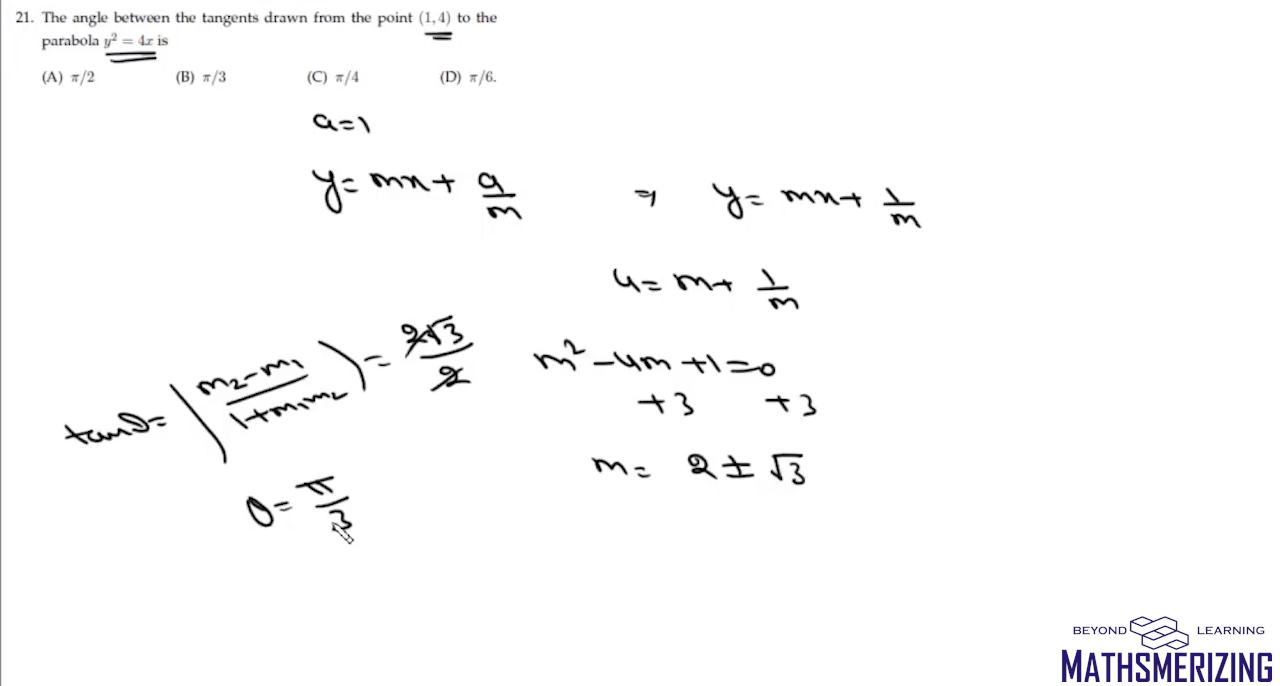 21. The angle between the tangents drawn from the point (1,4) to the
parabola y² = 4x is
(A) π/2 (B) π/3 (C) π/4 (D) π/6.
a=1
y= mx+ a/m ⇒ y= mx+ 1/m
4= m+ 1/m
m²-4m+1=0
+3 +3
m= 2±√3
tanθ= |(m₂-m₁)/(1+m₁m₂)| = 2√3/2
θ= π/3
BEYOND LEARNING
MATHSMERIZING